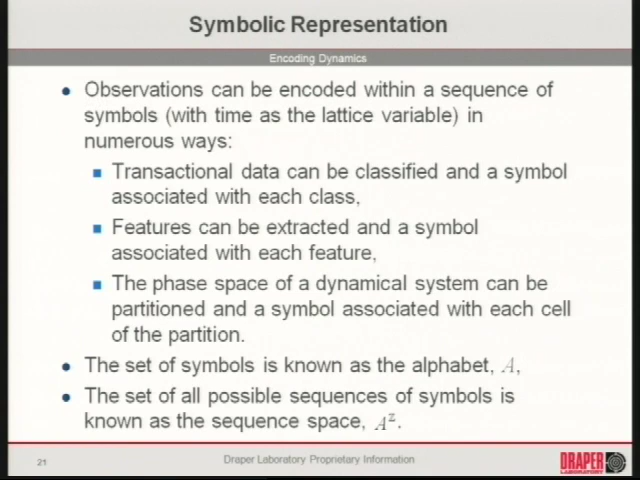 Symbolic Representation
Encoding Dynamics
Observations can be encoded within a sequence of
symbols (with time as the lattice variable) in
numerous ways:
Transactional data can be classified and a symbol
associated with each class,
Features can be extracted and a symbol
associated with each feature,
The phase space of a dynamical system can be
partitioned and a symbol associated with each cell
of the partition.
The set of symbols is known as the alphabet, A,
The set of all possible sequences of symbols is
known as the sequence space, Aᶻ.
21
Draper Laboratory Proprietary Information
DRAPER
LABORATORY